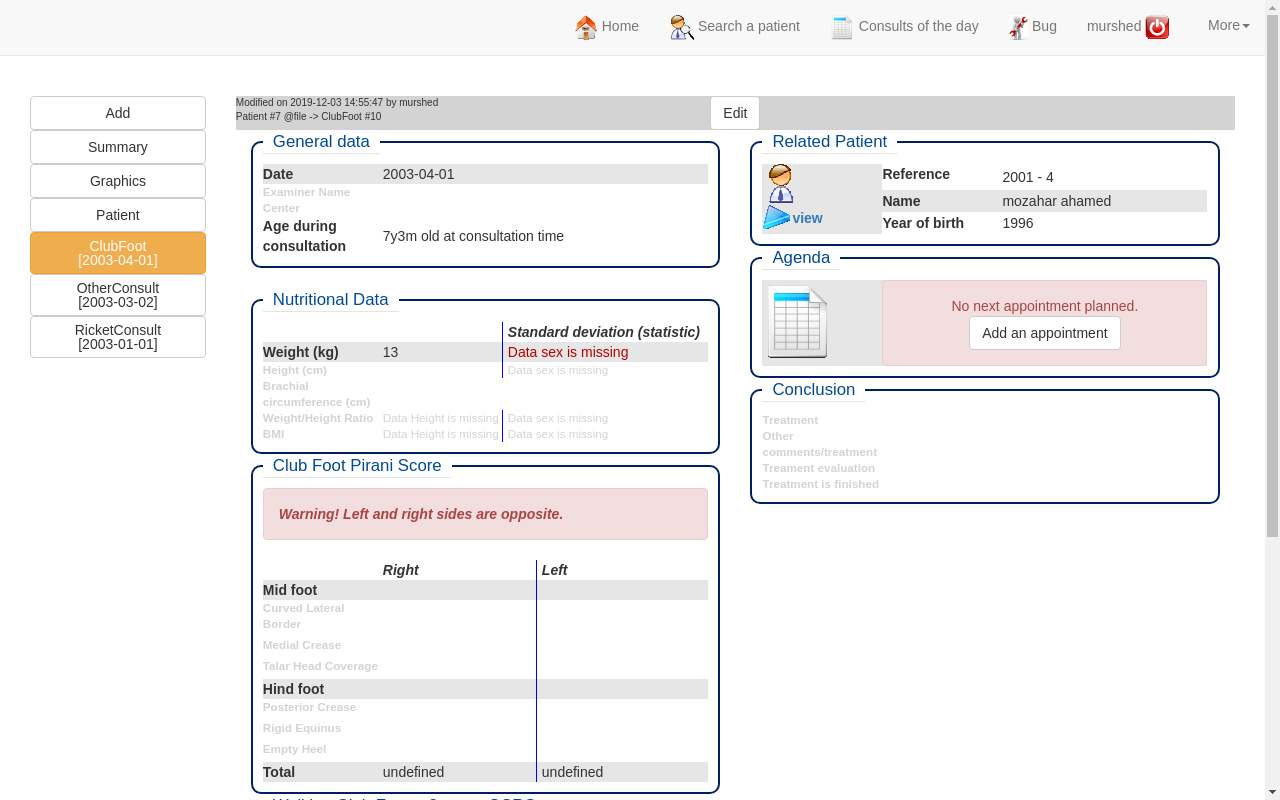 Home
Search a patient
Consults of the day
Bug
murshed
More
Add
Summary
Graphics
Patient
ClubFoot
[2003-04-01]
OtherConsult
[2003-03-02]
RicketConsult
[2003-01-01]
Modified on 2019-12-03 14:55:47 by murshed
Patient #7 @file -> ClubFoot #10
Edit
General data
Date 2003-04-01
Examiner Name
Center
Age during
consultation
7y3m old at consultation time
Nutritional Data
Standard deviation (statistic)
Weight (kg) 13 Data sex is missing
Height (cm) Data sex is missing
Brachial
circumference (cm)
Weight/Height Ratio Data Height is missing Data sex is missing
BMI Data Height is missing Data sex is missing
Club Foot Pirani Score
Warning! Left and right sides are opposite.
Right Left
Mid foot
Curved Lateral
Border
Medial Crease
Talar Head Coverage
Hind foot
Posterior Crease
Rigid Equinus
Empty Heel
Total undefined undefined
Related Patient
view
Reference 2001 - 4
Name mozahar ahamed
Year of birth 1996
Agenda
No next appointment planned.
Add an appointment
Conclusion
Treatment
Other
comments/treatment
Treament evaluation
Treatment is finished